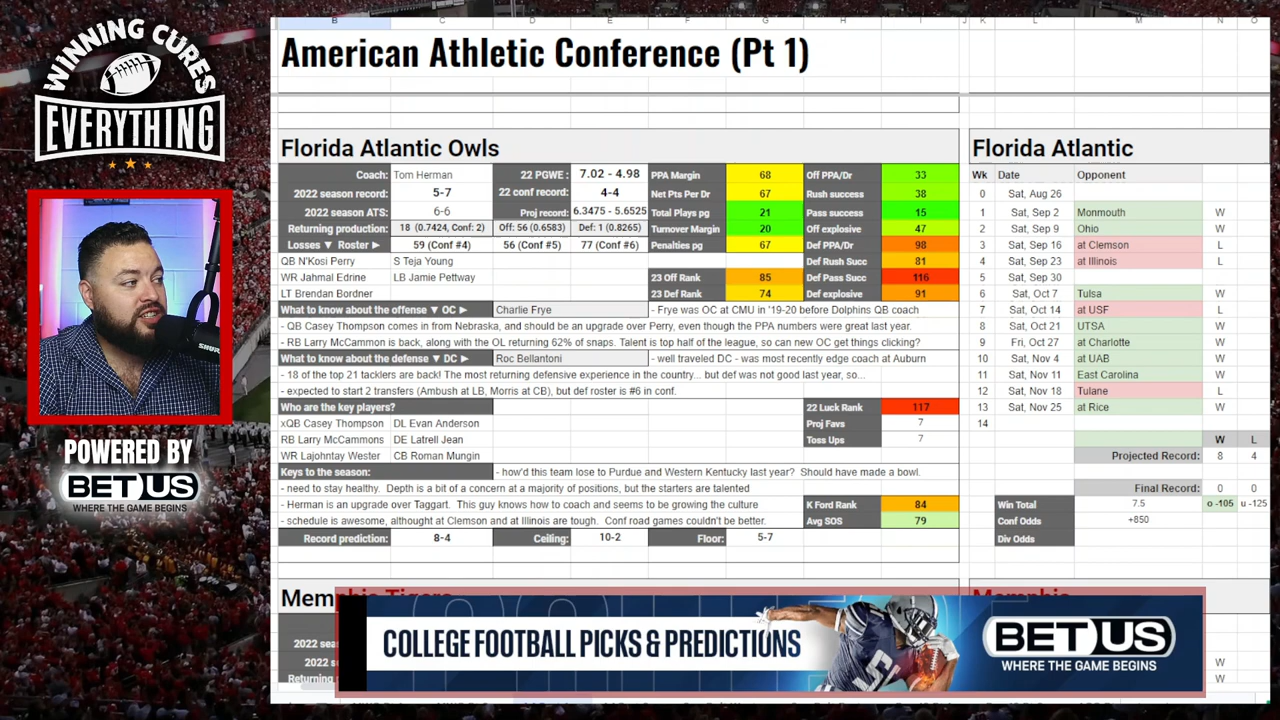 B C D E F G H I J K L M N O
WINNING CURES
EVERYTHING
American Athletic Conference (Pt 1)
Florida Atlantic Owls
Coach: Tom Herman 22 PGWE : 7.02 - 4.98 PPA Margin 68 Off PPA/Dr 33
2022 season record: 5-7 22 conf record: 4-4 Net Pts Per Dr 67 Rush success 38
2022 season ATS: 6-6 Proj record: 6.3475 - 5.6525 Total Plays pg 21 Pass success 15
Returning production: 18 (0.7424, Conf: 2) Off: 56 (0.6583) Def: 1 (0.8265) Turnover Margin 20 Off explosive 47
Losses ▼ Roster ► 59 (Conf #4) 56 (Conf #5) 77 (Conf #6) Penalties pg 67 Def PPA/Dr 98
QB N'Kosi Perry S Teja Young Def Rush Succ 81
WR Jahmal Edrine LB Jamie Pettway 23 Off Rank 85 Def Pass Succ 116
LT Brendan Bordner 23 Def Rank 74 Def explosive 91
What to know about the offense ▼ OC ► Charlie Frye - Frye was OC at CMU in '19-20 before Dolphins QB coach
- QB Casey Thompson comes in from Nebraska, and should be an upgrade over Perry, even though the PPA numbers were great last year.
- RB Larry McCammon is back, along with the OL returning 62% of snaps. Talent is top half of the league, so can new OC get things clicking?
What to know about the defense ▼ DC ► Roc Bellantoni - well traveled DC - was most recently edge coach at Auburn
- 18 of the top 21 tacklers are back! The most returning defensive experience in the country... but def was not good last year, so...
- expected to start 2 transfers (Ambush at LB, Morris at CB), but def roster is #6 in conf.
Who are the key players? 22 Luck Rank 117
xQB Casey Thompson DL Evan Anderson Proj Favs 7
RB Larry McCammons DE Latrell Jean Toss Ups 7
WR Lajohntay Wester CB Roman Mungin
Keys to the season: - how'd this team lose to Purdue and Western Kentucky last year? Should have made a bowl.
- need to stay healthy. Depth is a bit of a concern at a majority of positions, but the starters are talented
- Herman is an upgrade over Taggart. This guy knows how to coach and seems to be growing the culture K Ford Rank 84
- schedule is awesome, althought at Clemson and at Illinois are tough. Conf road games couldn't be better. Avg SOS 79
Record prediction: 8-4 Ceiling: 10-2 Floor: 5-7
Florida Atlantic
Wk Date Opponent
0 Sat, Aug 26
1 Sat, Sep 2 Monmouth W
2 Sat, Sep 9 Ohio W
3 Sat, Sep 16 at Clemson L
4 Sat, Sep 23 at Illinois L
5 Sat, Sep 30
6 Sat, Oct 7 Tulsa W
7 Sat, Oct 14 at USF L
8 Sat, Oct 21 UTSA W
9 Fri, Oct 27 at Charlotte W
10 Sat, Nov 4 at UAB W
11 Sat, Nov 11 East Carolina W
12 Sat, Nov 18 Tulane L
13 Sat, Nov 25 at Rice W
14
W L
Projected Record: 8 4
Final Record: 0 0
Win Total 7.5 o -105 u -125
Conf Odds +850
Div Odds
SHURE
POWERED BY
BETUS
WHERE THE GAME BEGINS
Memphis Tigers
Memphis
2022 season
2022 s
Returning
W
W
COLLEGE FOOTBALL PICKS & PREDICTIONS
BETUS
WHERE THE GAME BEGINS